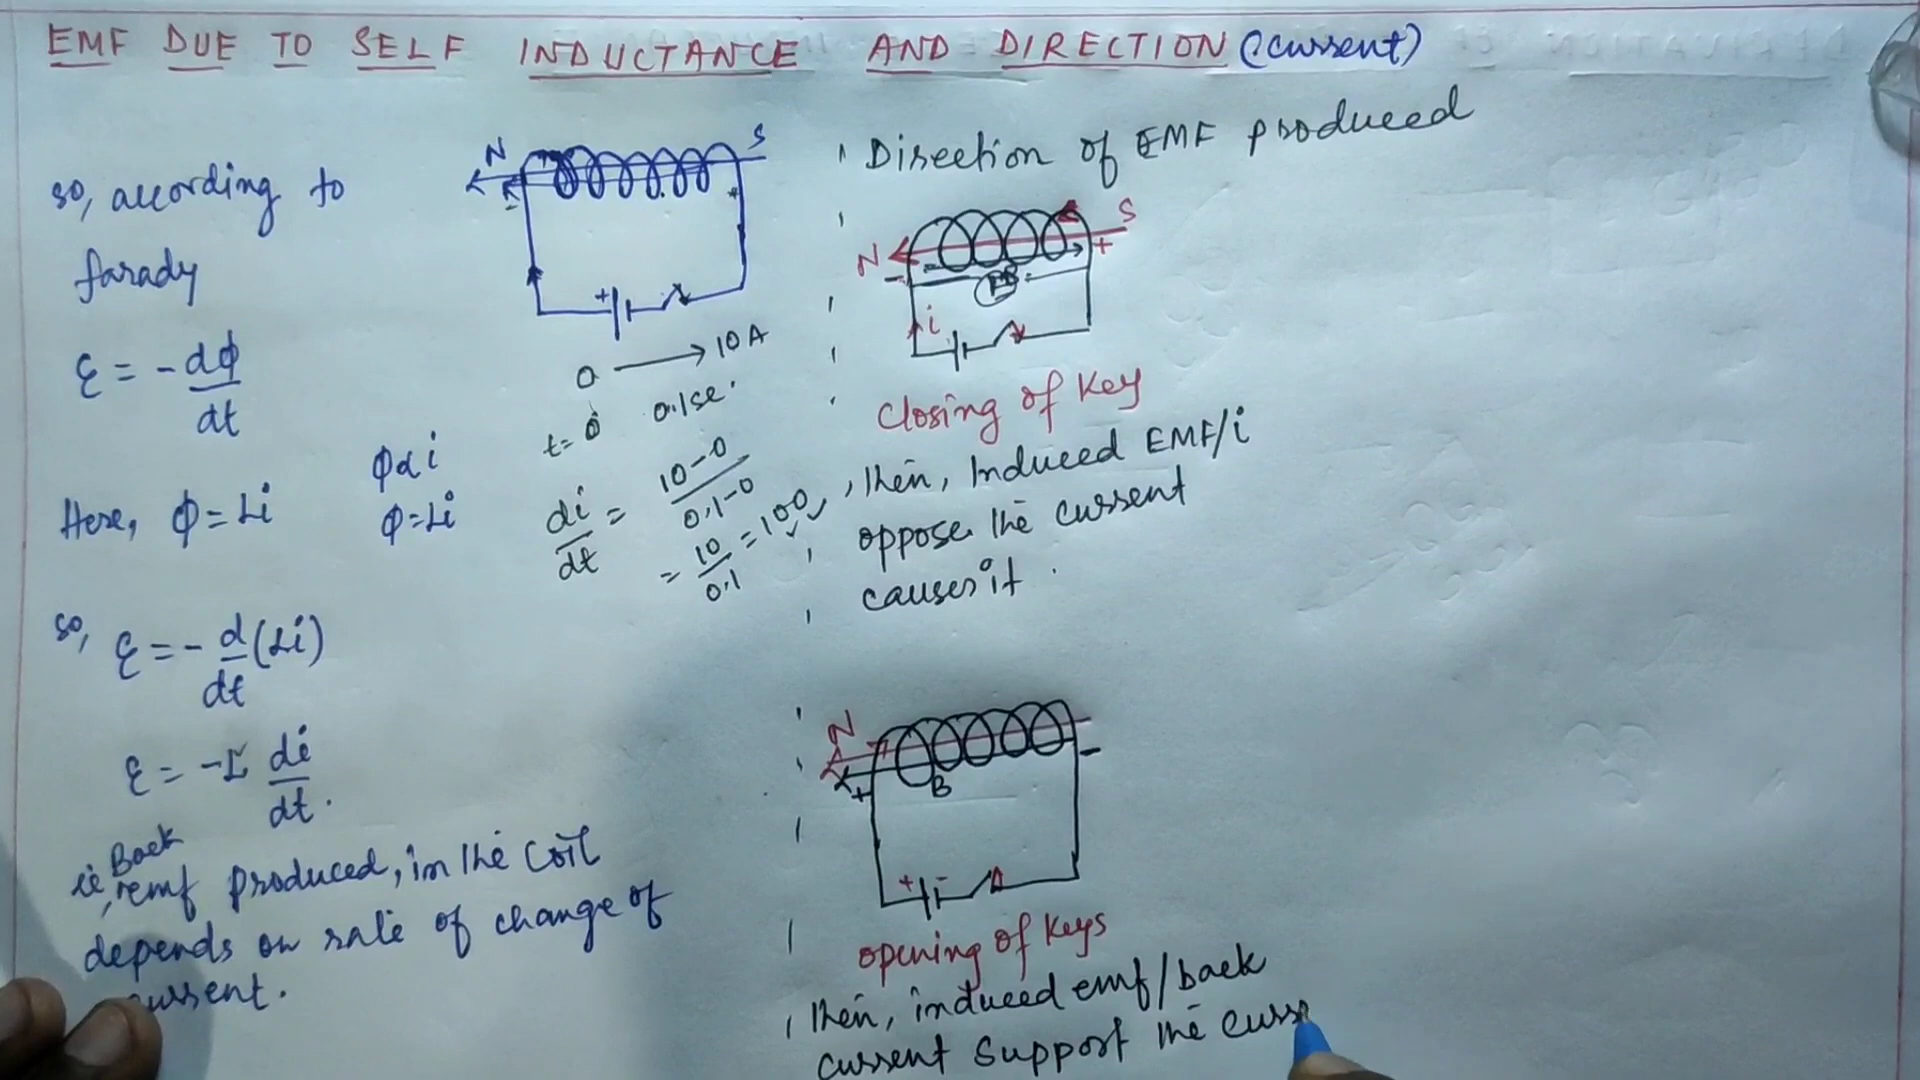 EMF DUE TO SELF INDUCTANCE AND DIRECTION (current)
so, according to
farady
ε = -dϕ/dt
Here, ϕ = Li
ϕ α i
ϕ = Li
so, ε = - d/dt (Li)
ε = -L di/dt.
ie, Back emf produced, in the coil
depends on rate of change of
current.
N S
+
0 → 10 A
t = 0 0.1se.
di/dt = 10-0/0.1-0
= 10/0.1 = 100
Direction of EMF produced
N S
- +
i
Closing of Key
, then, Induced EMF/i
oppose the current
causes it.
N
+ B -
+ -
opening of Keys
, then, induced emf/back
current support the curr